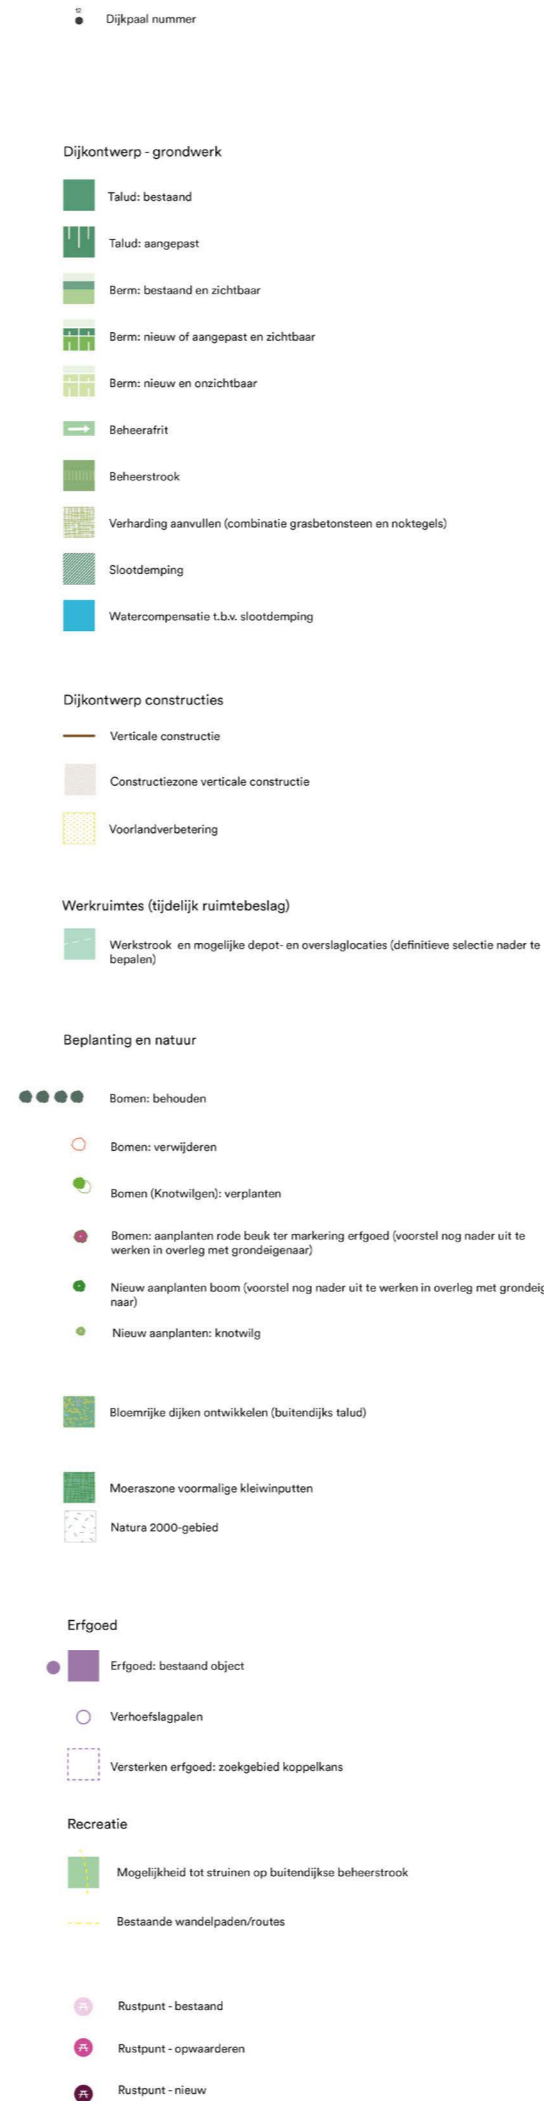 12
Dijkpaal nummer
Dijkontwerp - grondwerk
Talud: bestaand
Talud: aangepast
Berm: bestaand en zichtbaar
Berm: nieuw of aangepast en zichtbaar
Berm: nieuw en onzichtbaar
Beheerafrit
Beheerstrook
Verharding aanvullen (combinatie grasbetonsteen en noktegels)
Slootdemping
Watercompensatie t.b.v. slootdemping
Dijkontwerp constructies
Verticale constructie
Constructiezone verticale constructie
Voorlandverbetering
Werkruimtes (tijdelijk ruimtebeslag)
Werkstrook en mogelijke depot- en overslaglocaties (definitieve selectie nader te
bepalen)
Beplanting en natuur
Bomen: behouden
Bomen: verwijderen
Bomen (Knotwilgen): verplanten
Bomen: aanplanten rode beuk ter markering erfgoed (voorstel nog nader uit te
werken in overleg met grondeigenaar)
Nieuw aanplanten boom (voorstel nog nader uit te werken in overleg met grondeig
naar)
Nieuw aanplanten: knotwilg
Bloemrijke dijken ontwikkelen (buitendijks talud)
Moeraszone voormalige kleiwinputten
Natura 2000-gebied
Erfgoed
Erfgoed: bestaand object
Verhoefslagpalen
Versterken erfgoed: zoekgebied koppelkans
Recreatie
Mogelijkheid tot struinen op buitendijkse beheerstrook
Bestaande wandelpaden/routes
Rustpunt - bestaand
Rustpunt - opwaarderen
Rustpunt - nieuw